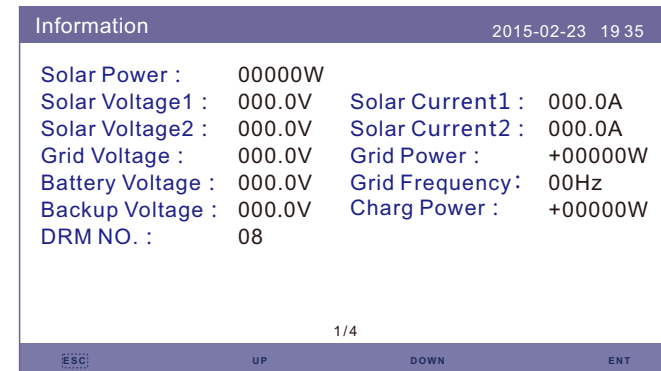 Information 2015-02-23 19 35
Solar Power : 00000W
Solar Voltage1 : 000.0V Solar Current1 : 000.0A
Solar Voltage2 : 000.0V Solar Current2 : 000.0A
Grid Voltage : 000.0V Grid Power : +00000W
Battery Voltage : 000.0V Grid Frequency: 00Hz
Backup Voltage : 000.0V Charg Power : +00000W
DRM NO. : 08
1/4
ESC UP DOWN ENT